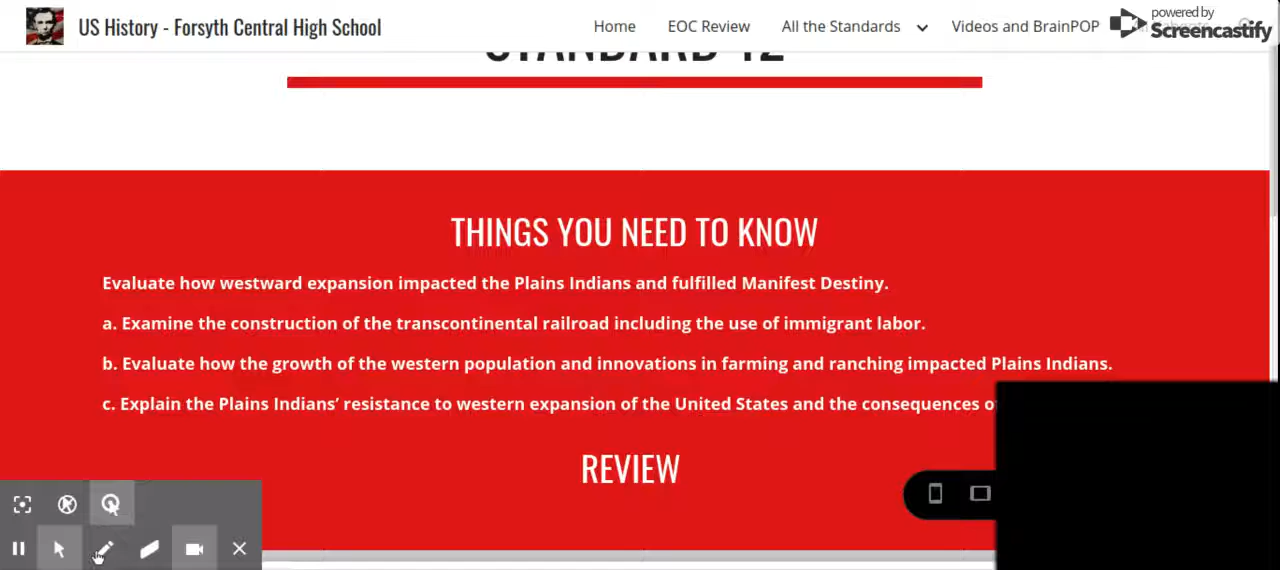 US History - Forsyth Central High School
Home
EOC Review
All the Standards
Videos and BrainPOP
powered by
Screencastify
STANDARD 12
THINGS YOU NEED TO KNOW
Evaluate how westward expansion impacted the Plains Indians and fulfilled Manifest Destiny.
a. Examine the construction of the transcontinental railroad including the use of immigrant labor.
b. Evaluate how the growth of the western population and innovations in farming and ranching impacted Plains Indians.
c. Explain the Plains Indians’ resistance to western expansion of the United States and the consequences
REVIEW